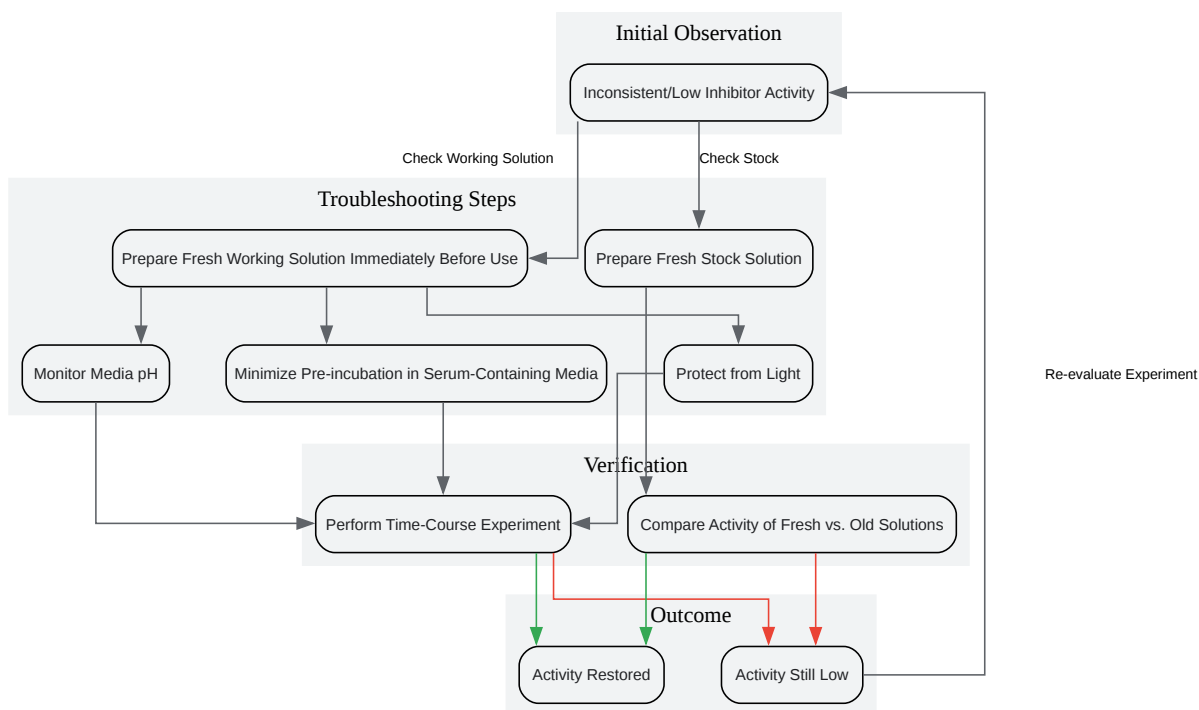 Initial Observation
Inconsistent/Low Inhibitor Activity
Check Working Solution
Check Stock
Troubleshooting Steps
Prepare Fresh Working Solution Immediately Before Use
Prepare Fresh Stock Solution
Monitor Media pH
Minimize Pre-incubation in Serum-Containing Media
Protect from Light
Re-evaluate Experiment
Verification
Perform Time-Course Experiment
Compare Activity of Fresh vs. Old Solutions
Outcome
Activity Restored
Activity Still Low